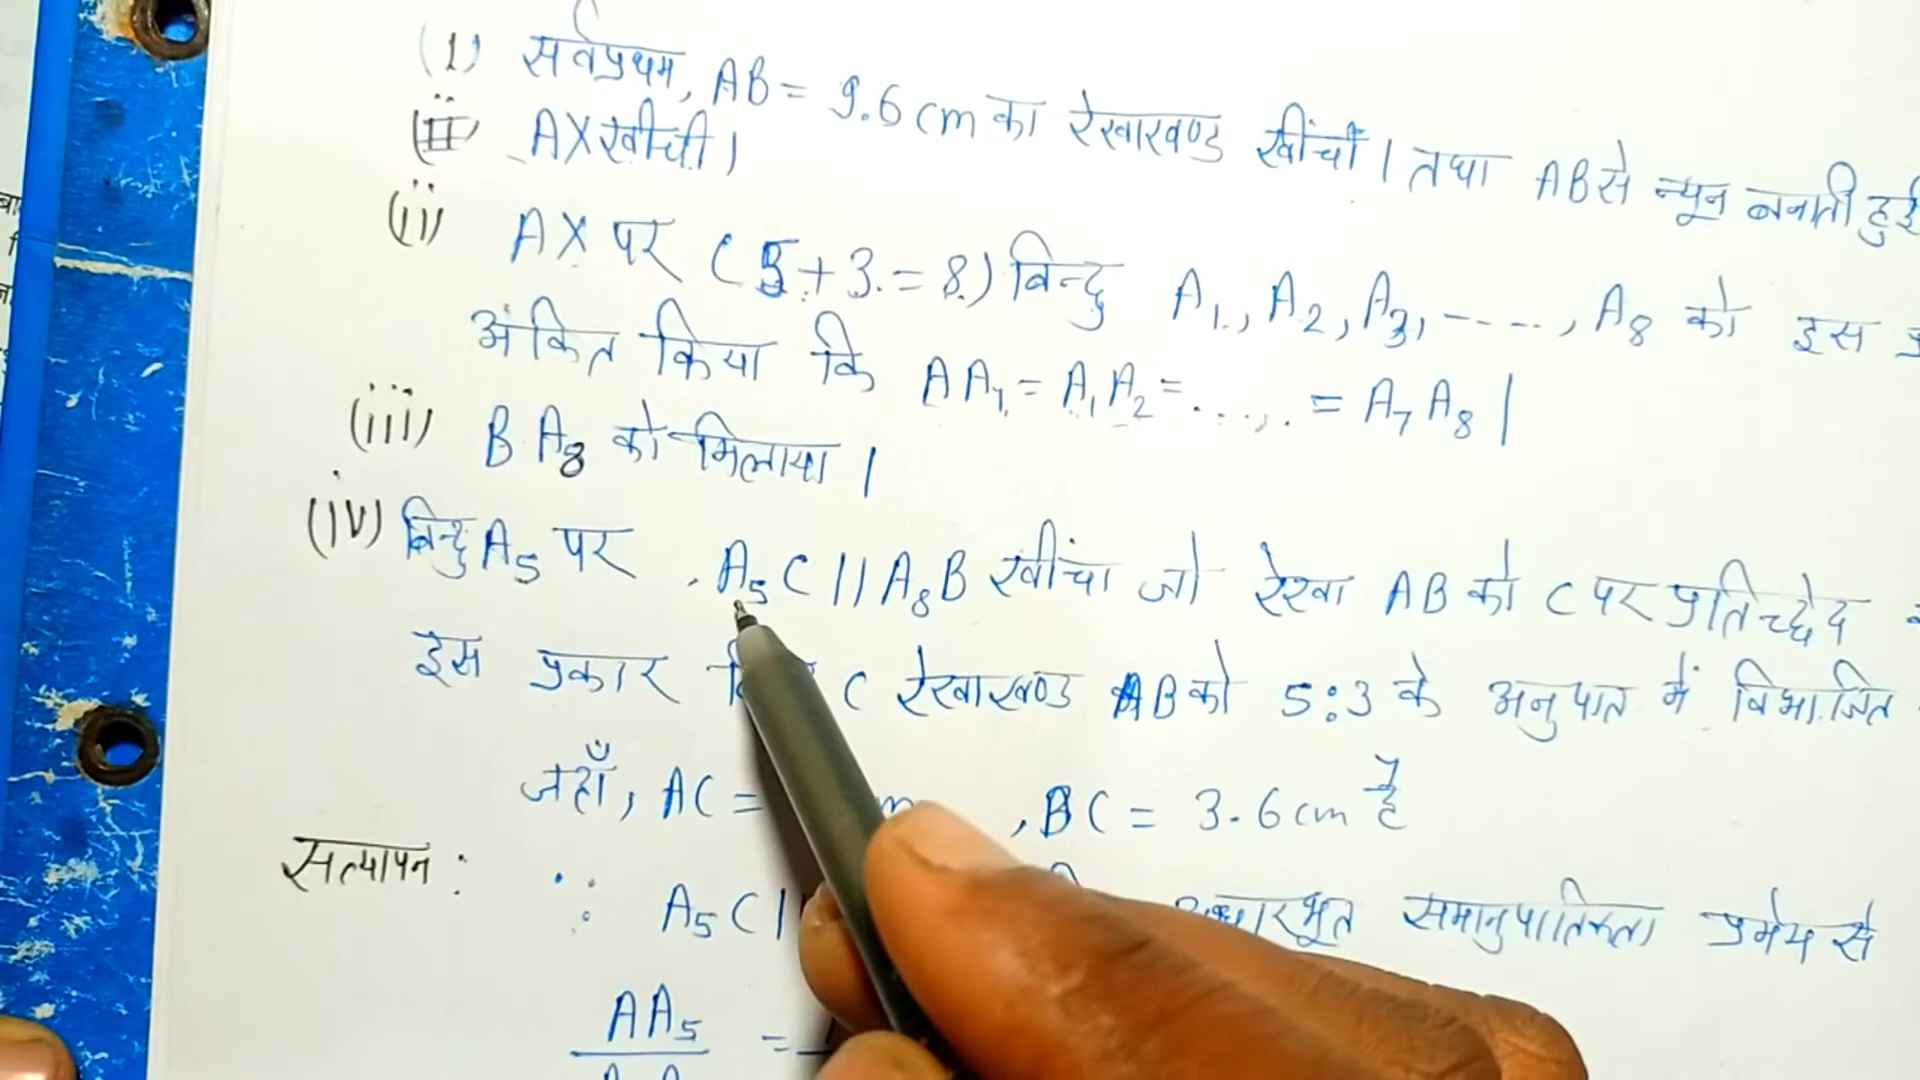 (i) सर्वप्रथम, AB = 9.6 cm का रेखाखण्ड खींची। तथा AB से न्यून बनाती हुई
AX खींची।
(ii) AX पर (5+3=8) बिन्दु A₁, A₂, A₃, ----, A₈ को इस
अंकित किया कि AA₁ = A₁A₂ = ..... = A₇A₈।
(iii) BA₈ को मिलाया।
(iv) बिन्दु A₅ पर, A₅C || A₈B खींचा जो रेखा AB को C पर प्रतिच्छेद
इस प्रकार C रेखाखण्ड AB को 5:3 के अनुपात में विभाजित
जहाँ, AC = , BC = 3.6 cm है
सत्यापन : ∵ A₅C || समानुपातिकता प्रमेय से
AA₅ =